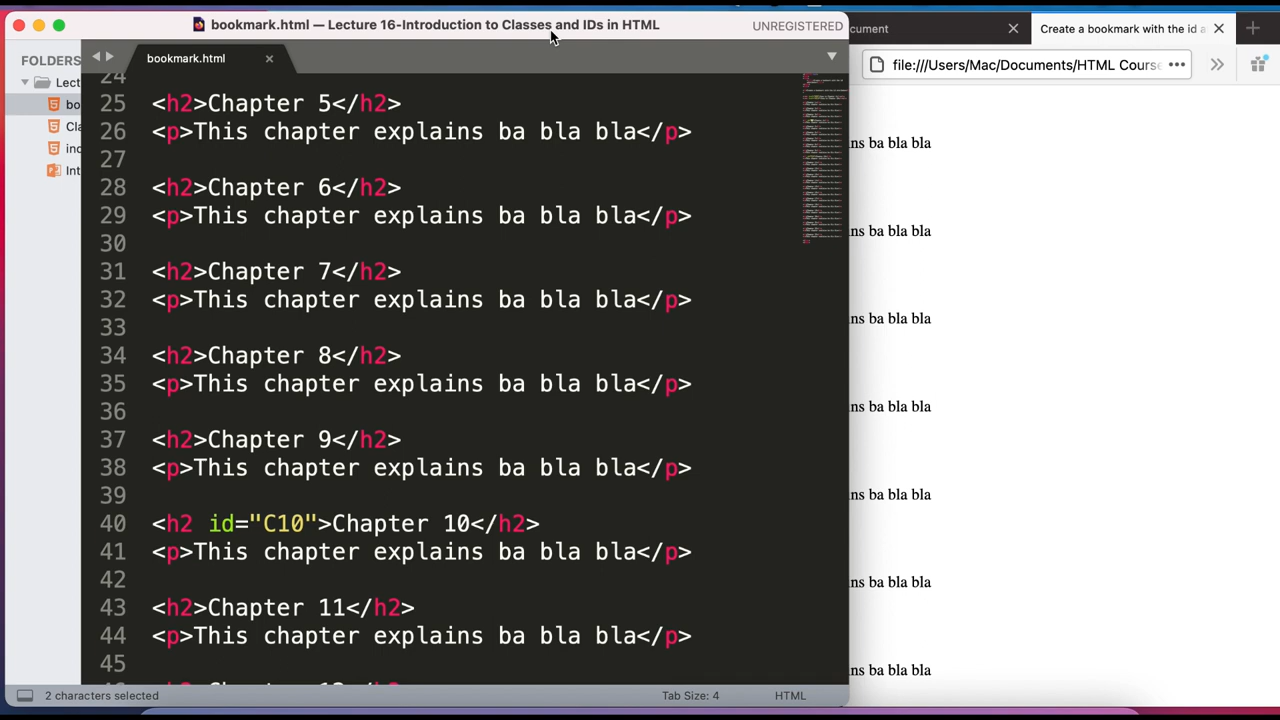 bookmark.html — Lecture 16-Introduction to Classes and IDs in HTML
UNREGISTERED
cument
Create a bookmark with the id a
FOLDERS
bookmark.html
file:///Users/Mac/Documents/HTML Course
Lect
bo
Cla
ind
Int
24
25 <h2>Chapter 5</h2>
26 <p>This chapter explains ba bla bla</p>
27
28 <h2>Chapter 6</h2>
29 <p>This chapter explains ba bla bla</p>
30
31 <h2>Chapter 7</h2>
32 <p>This chapter explains ba bla bla</p>
33
34 <h2>Chapter 8</h2>
35 <p>This chapter explains ba bla bla</p>
36
37 <h2>Chapter 9</h2>
38 <p>This chapter explains ba bla bla</p>
39
40 <h2 id="C10">Chapter 10</h2>
41 <p>This chapter explains ba bla bla</p>
42
43 <h2>Chapter 11</h2>
44 <p>This chapter explains ba bla bla</p>
45
ns ba bla bla
ns ba bla bla
ns ba bla bla
ns ba bla bla
ns ba bla bla
ns ba bla bla
ns ba bla bla
2 characters selected
Tab Size: 4
HTML